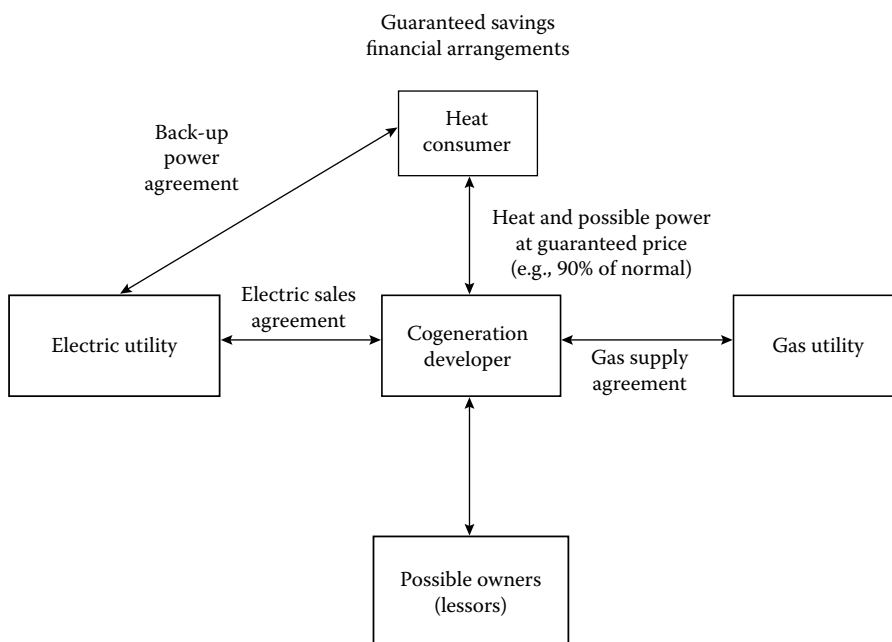 Guaranteed savings
financial arrangements
Heat
consumer
Back-up
power
agreement
Heat and possible power
at guaranteed price
(e.g., 90% of normal)
Electric utility
Electric sales
agreement
Cogeneration
developer
Gas supply
agreement
Gas utility
Possible owners
(lessors)